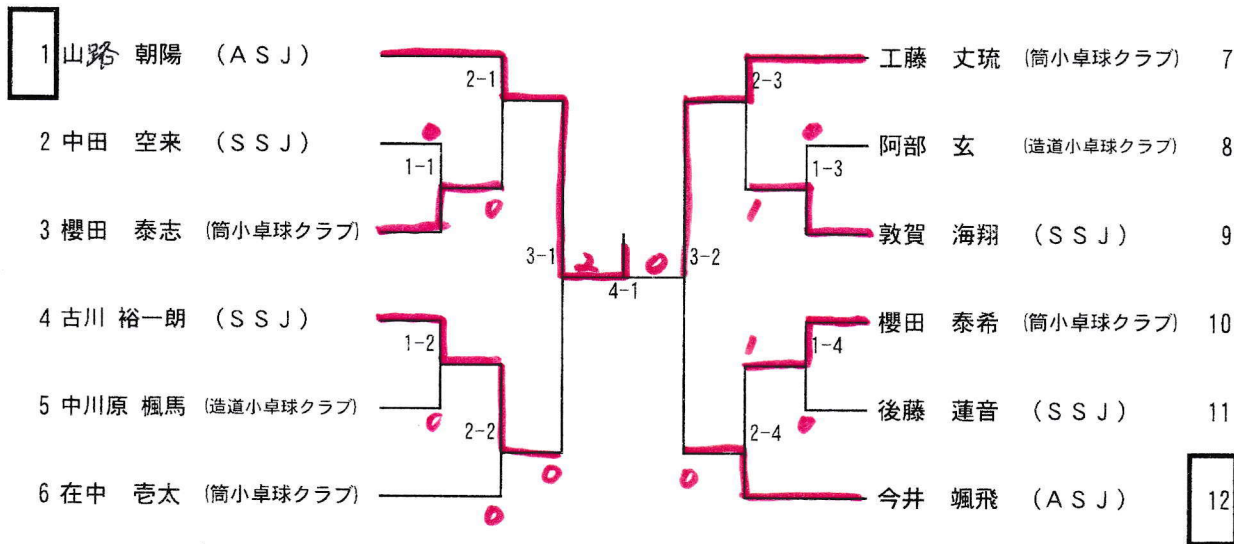 1 山路 朝陽 (ASJ)
2 中田 空来 (SSJ)
3 櫻田 泰志 (筒小卓球クラブ)
4 古川 裕一朗 (SSJ)
5 中川原 楓馬 (造道小卓球クラブ)
6 在中 壱太 (筒小卓球クラブ)
2-1
0
1-1
0
3-1
1-2
0
2-2
0
0
2
4-1
0
3-2
2-3
0
1-3
1
1
1-4
2-4
0
0
工藤 丈琉 (筒小卓球クラブ) 7
阿部 玄 (造道小卓球クラブ) 8
敦賀 海翔 (SSJ) 9
櫻田 泰希 (筒小卓球クラブ) 10
後藤 蓮音 (SSJ) 11
今井 颯飛 (ASJ) 12